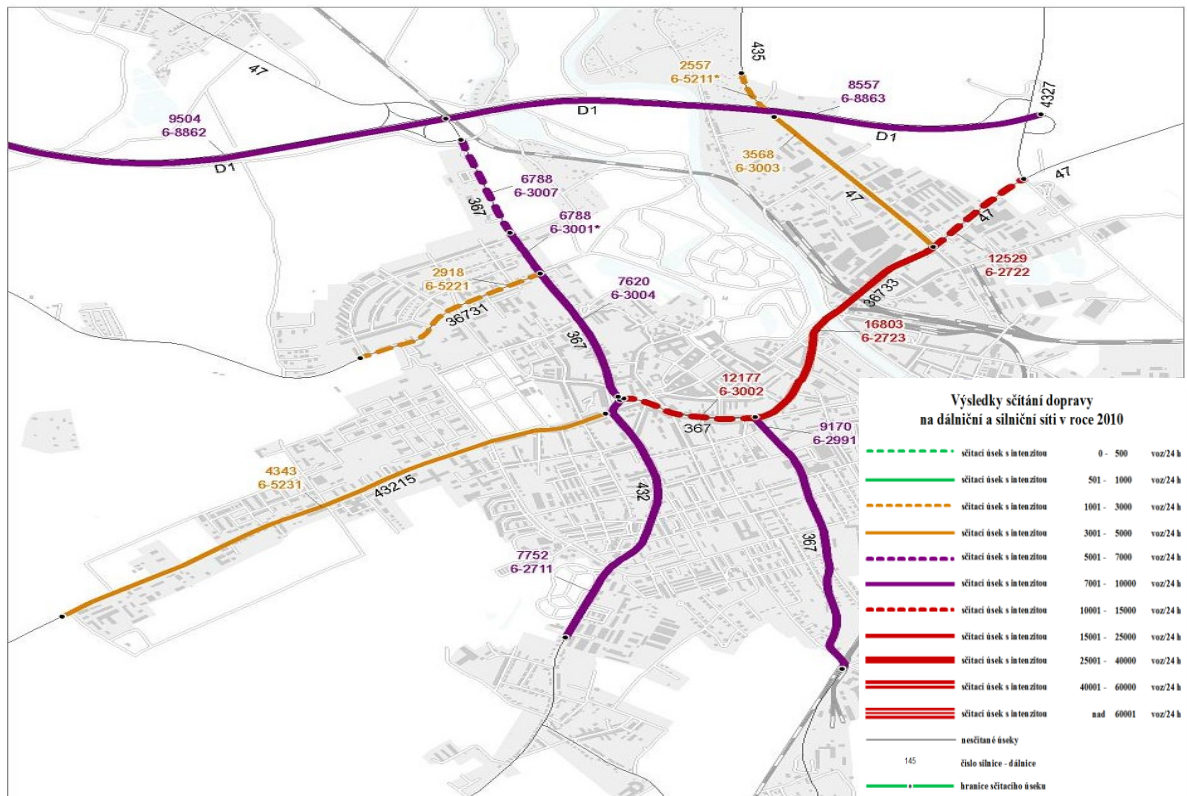 47
435
2557
6-5211*
8557
6-8863
4327
9504
6-8862
D1
D1
D1
3568
6-3003
47
47
47
6788
6-3007
367
6788
6-3001*
12529
6-2722
2918
6-5221
36731
7620
6-3004
36733
367
16803
6-2723
12177
6-3002
367
9170
6-2991
4343
6-5231
43215
432
367
7752
6-2711
Výsledky sčítání dopravy
na dálniční a silniční síti v roce 2010
sčítací úsek s intenzitou 0 - 500 voz/24 h
sčítací úsek s intenzitou 501 - 1000 voz/24 h
sčítací úsek s intenzitou 1001 - 3000 voz/24 h
sčítací úsek s intenzitou 3001 - 5000 voz/24 h
sčítací úsek s intenzitou 5001 - 7000 voz/24 h
sčítací úsek s intenzitou 7001 - 10000 voz/24 h
sčítací úsek s intenzitou 10001 - 15000 voz/24 h
sčítací úsek s intenzitou 15001 - 25000 voz/24 h
sčítací úsek s intenzitou 25001 - 40000 voz/24 h
sčítací úsek s intenzitou 40001 - 60000 voz/24 h
sčítací úsek s intenzitou nad 60001 voz/24 h
nesčítané úseky
145 číslo silnice - dálnice
hranice sčítacího úseku